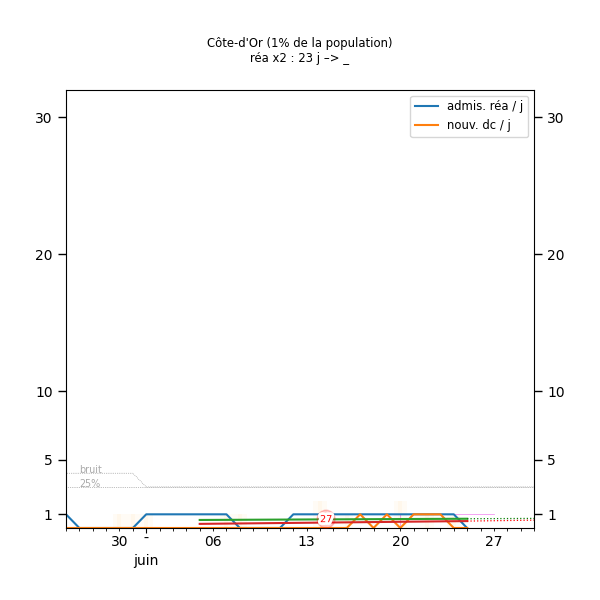 Côte-d'Or (1% de la population)
réa x2 : 23 j –> _
admis. réa / j
nouv. dc / j
30
30
20
20
10
10
5
5
bruit
25%
1
27
1
30 - 06 13 20 27
juin